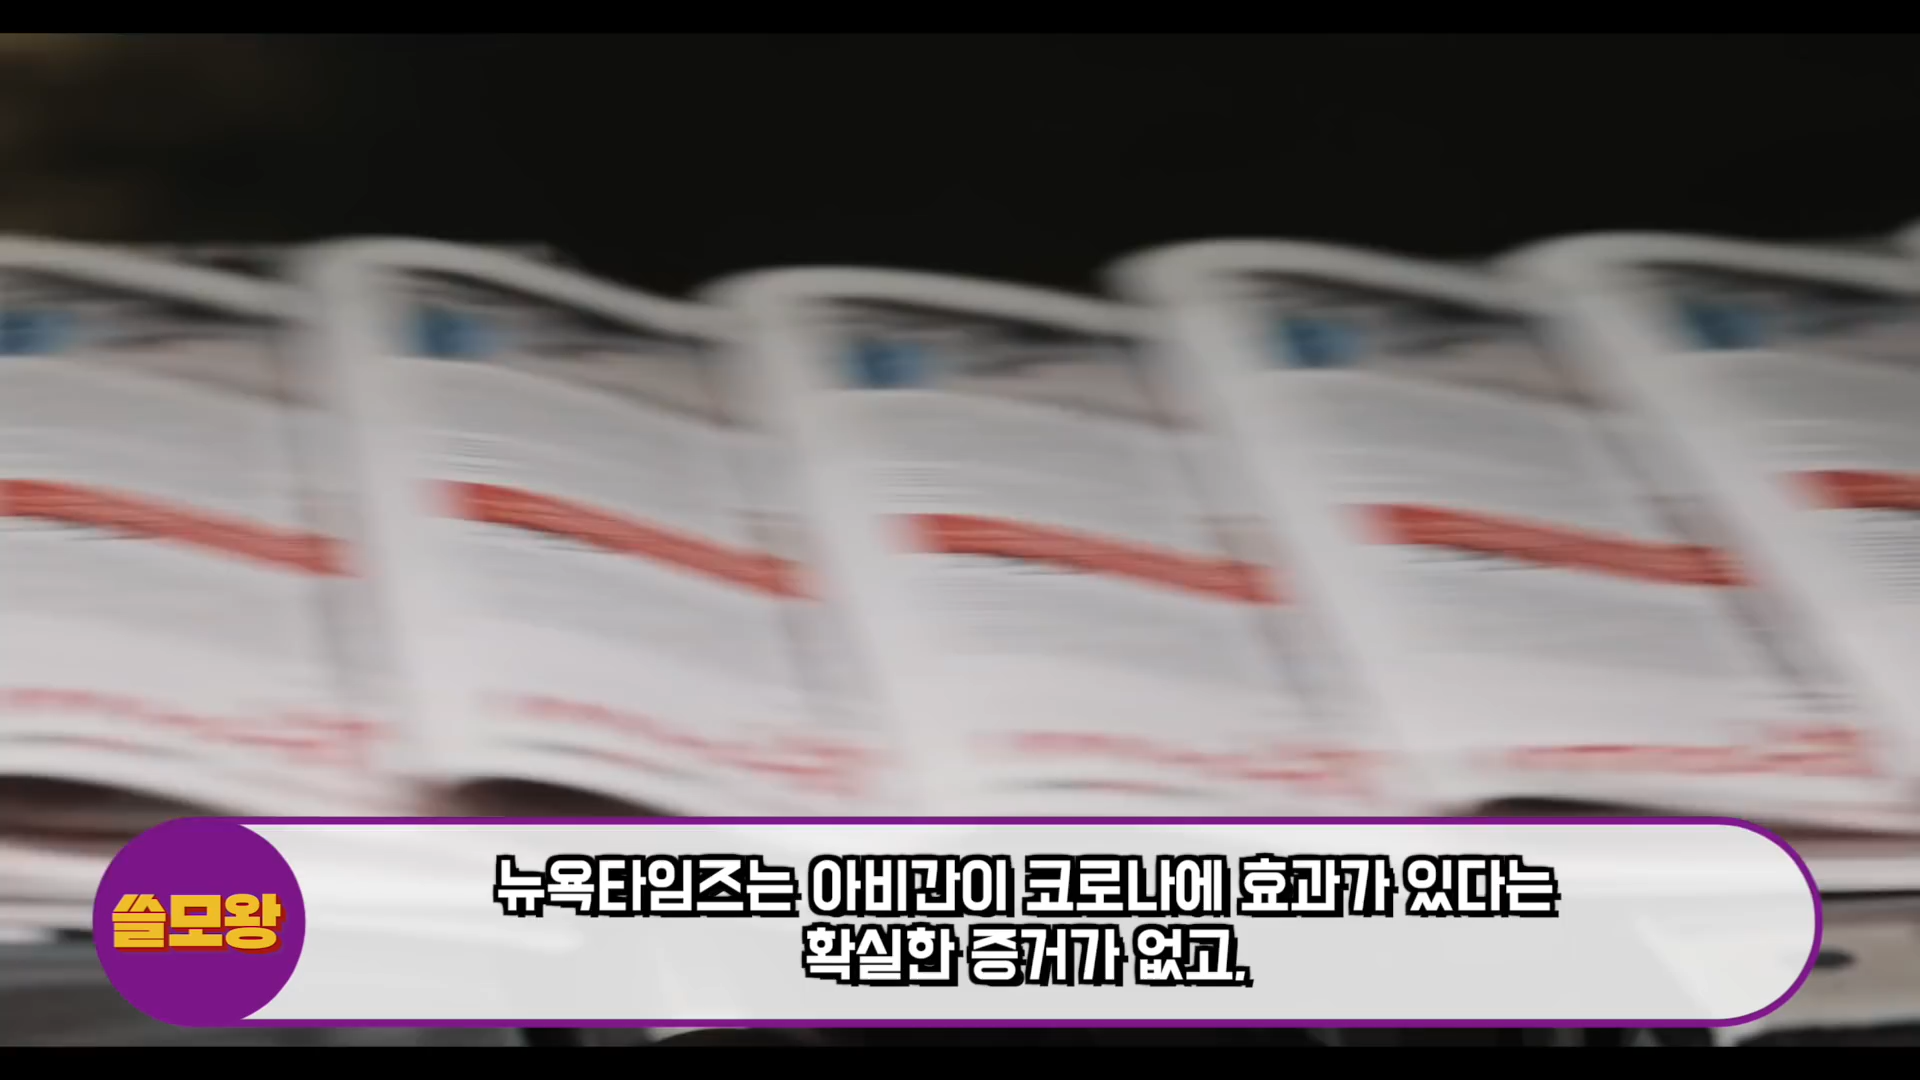 뉴욕타임즈는 아비간이 코로나에 효과가 있다는
확실한 증거가 없고,
쓸모왕